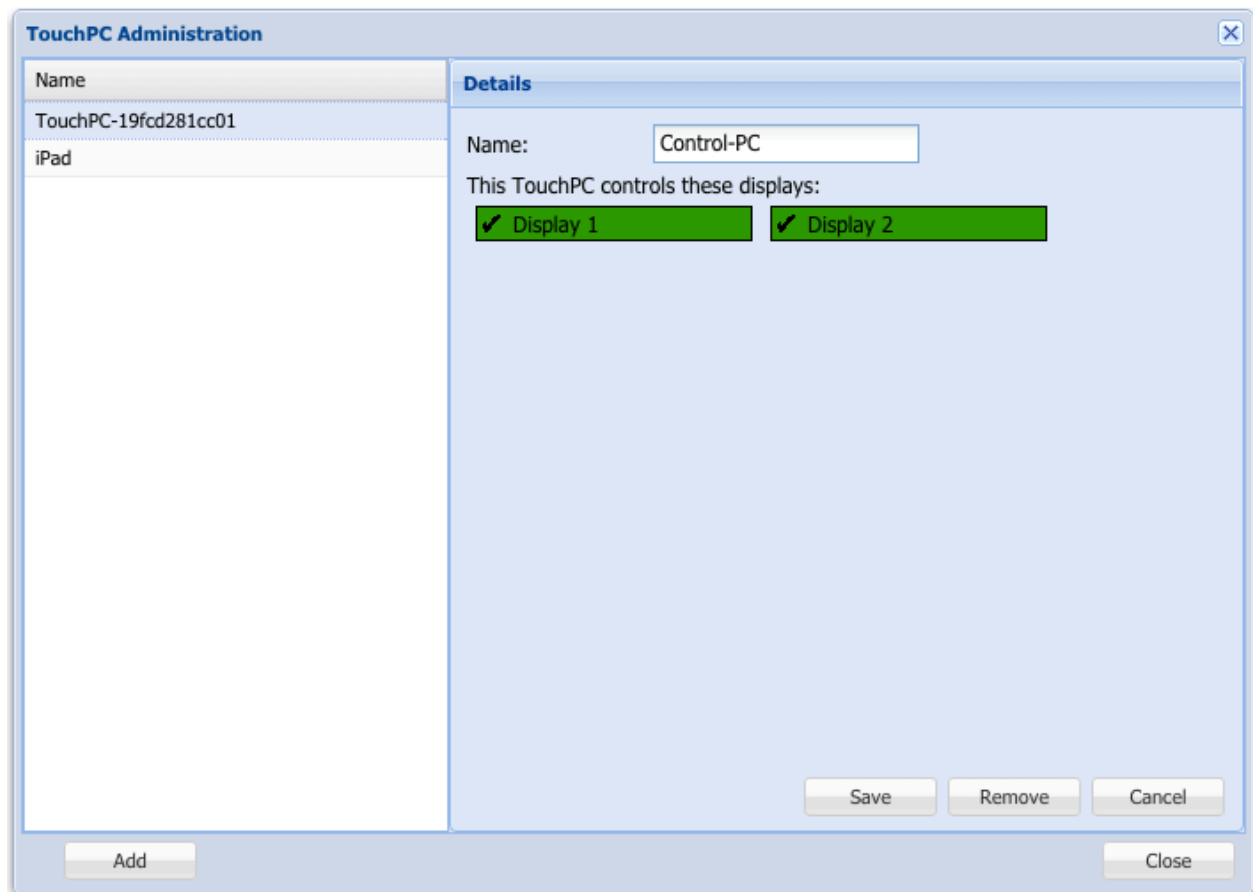 TouchPC Administration
Name
TouchPC-19fcd281cc01
iPad
Details
Name: Control-PC
This TouchPC controls these displays:
✔ Display 1 ✔ Display 2
Save Remove Cancel
Add Close